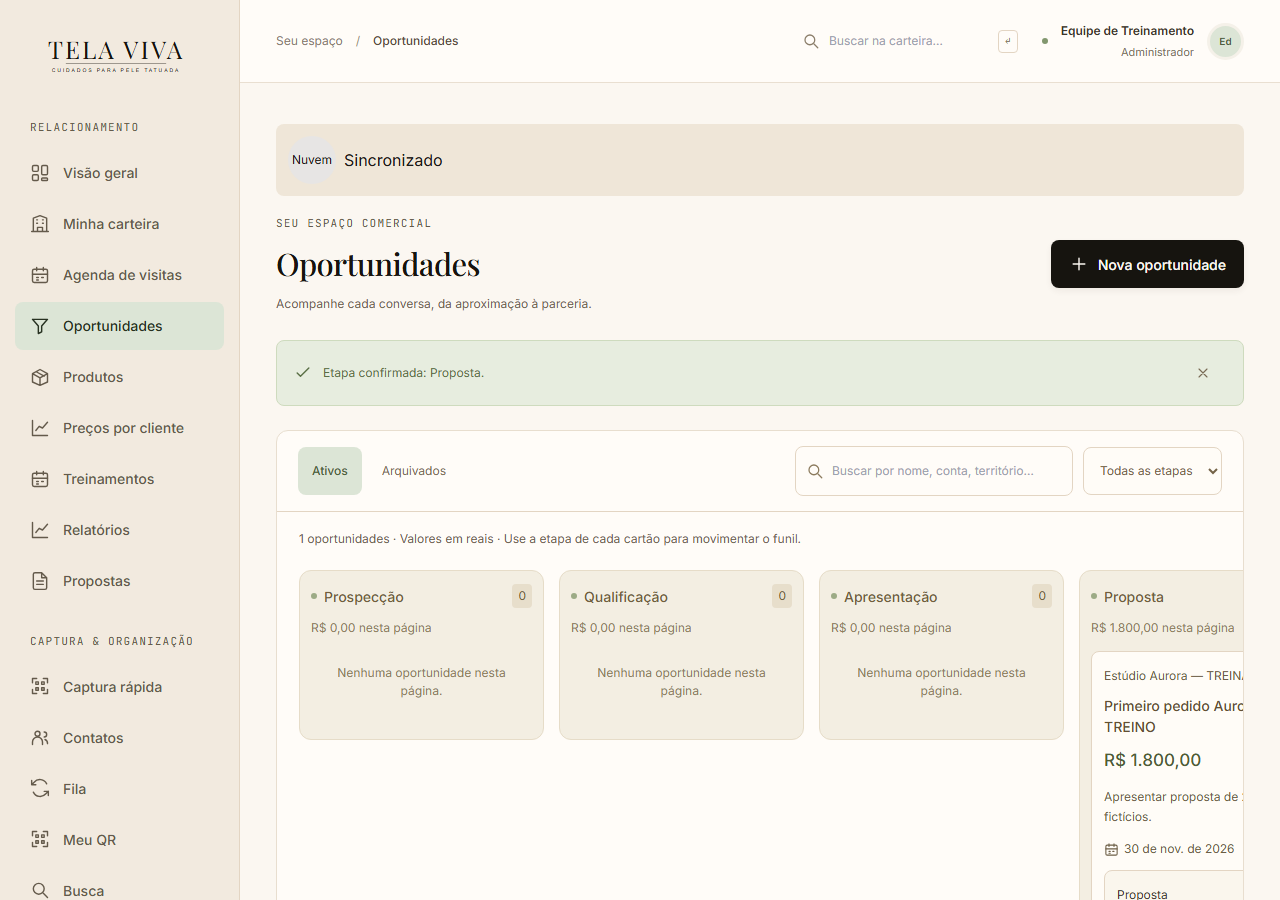 TELA VIVA
CUIDADOS PARA PELE TATUADA
RELACIONAMENTO
Visão geral
Minha carteira
Agenda de visitas
Oportunidades
Produtos
Preços por cliente
Treinamentos
Relatórios
Propostas
CAPTURA & ORGANIZAÇÃO
Captura rápida
Contatos
Fila
Meu QR
Busca
Seu espaço / Oportunidades
Buscar na carteira...
Equipe de Treinamento
Administrador
Ed
Nuvem Sincronizado
SEU ESPAÇO COMERCIAL
Oportunidades
Acompanhe cada conversa, da aproximação à parceria.
Nova oportunidade
Etapa confirmada: Proposta.
Ativos Arquivados
Buscar por nome, conta, território...
Todas as etapas
1 oportunidades · Valores em reais · Use a etapa de cada cartão para movimentar o funil.
Prospecção 0
R$ 0,00 nesta página
Nenhuma oportunidade nesta
página.
Qualificação 0
R$ 0,00 nesta página
Nenhuma oportunidade nesta
página.
Apresentação 0
R$ 0,00 nesta página
Nenhuma oportunidade nesta
página.
Proposta
R$ 1.800,00 nesta página
Estúdio Aurora — TREIN
Primeiro pedido Auro
TREINO
R$ 1.800,00
Apresentar proposta de
fictícios.
30 de nov. de 2026
Proposta